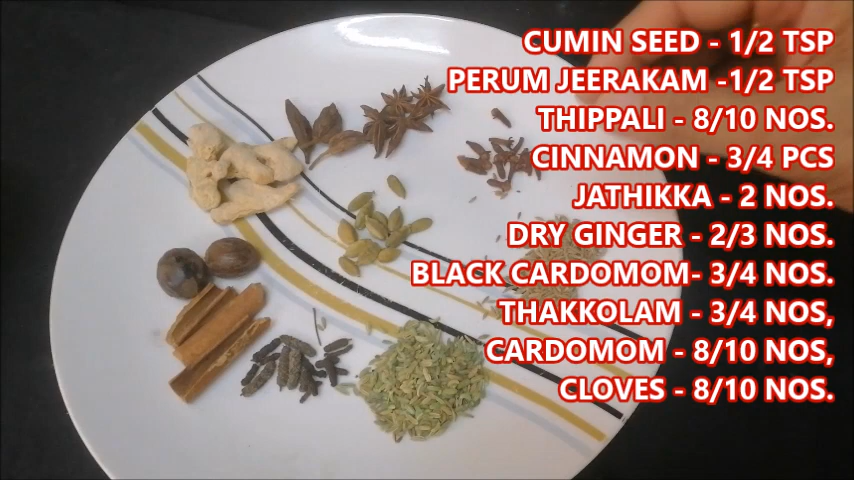 CUMIN SEED - 1/2 TSP
PERUM JEERAKAM -1/2 TSP
THIPPALI - 8/10 NOS.
CINNAMON - 3/4 PCS
JATHIKKA - 2 NOS.
DRY GINGER - 2/3 NOS.
BLACK CARDOMOM- 3/4 NOS.
THAKKOLAM - 3/4 NOS,
CARDOMOM - 8/10 NOS,
CLOVES - 8/10 NOS.